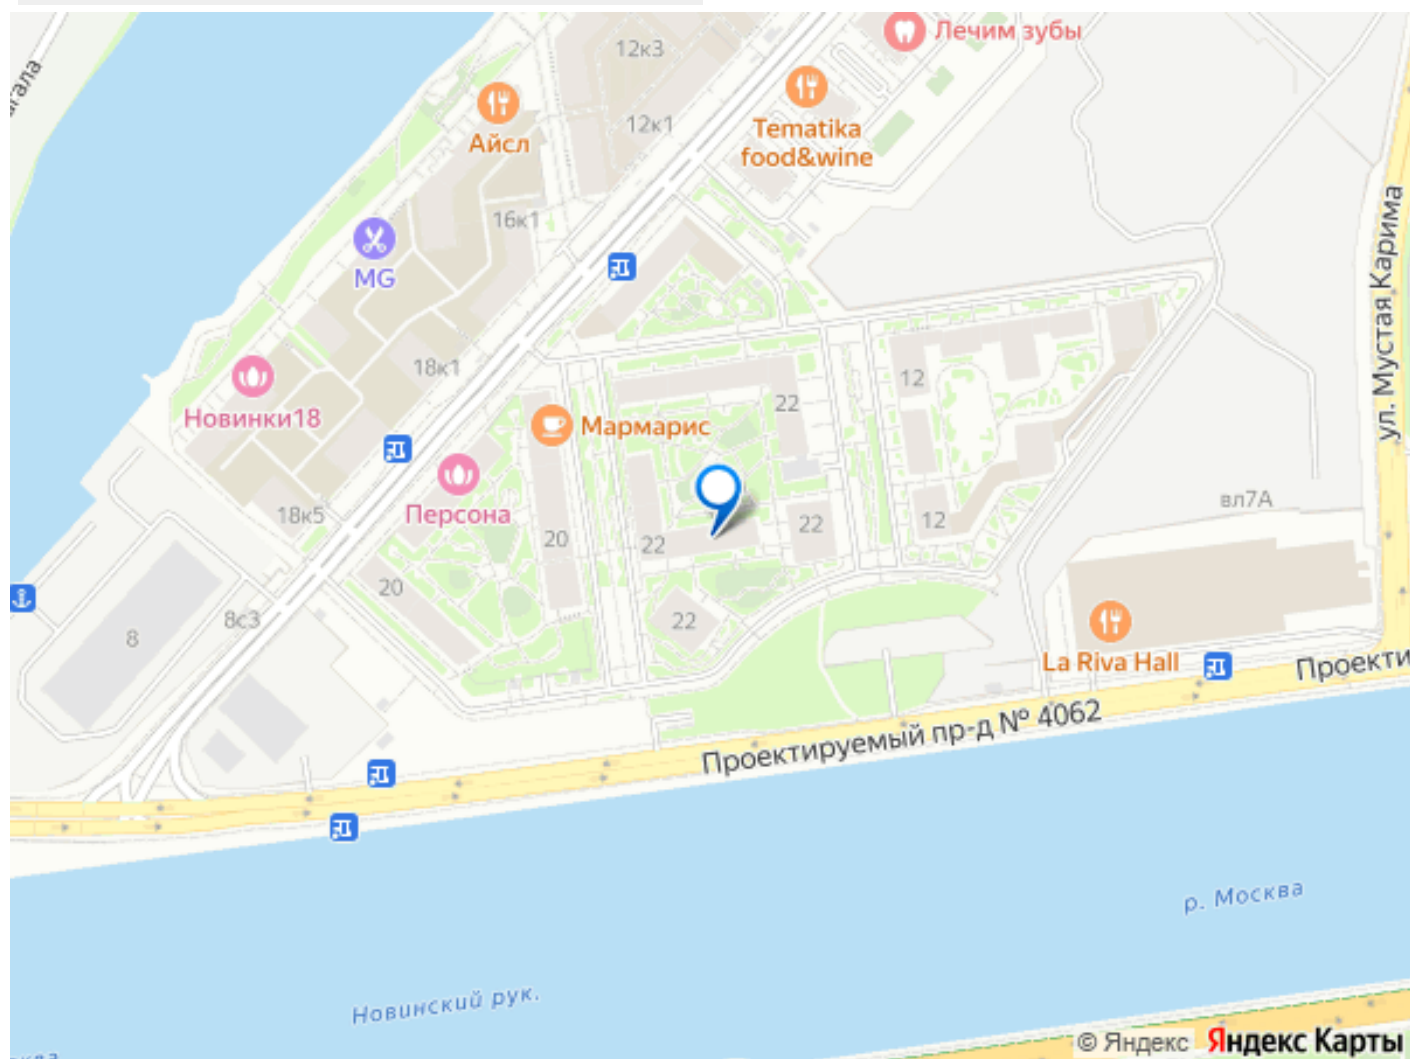 12к3
Лечим зубы
Айсл
12к1
Tematika
food&wine
16к1
MG
ул. Мустая Карима
18к1
12
22
Новинки18
Мармарис
18к5
Персона
20
22
22
12
вл7А
20
8с3
8
22
La Riva Hall
Проекти
Проектируемый пр-д № 4062
р. Москва
Новинский рук.
© Яндекс Яндекс Карты